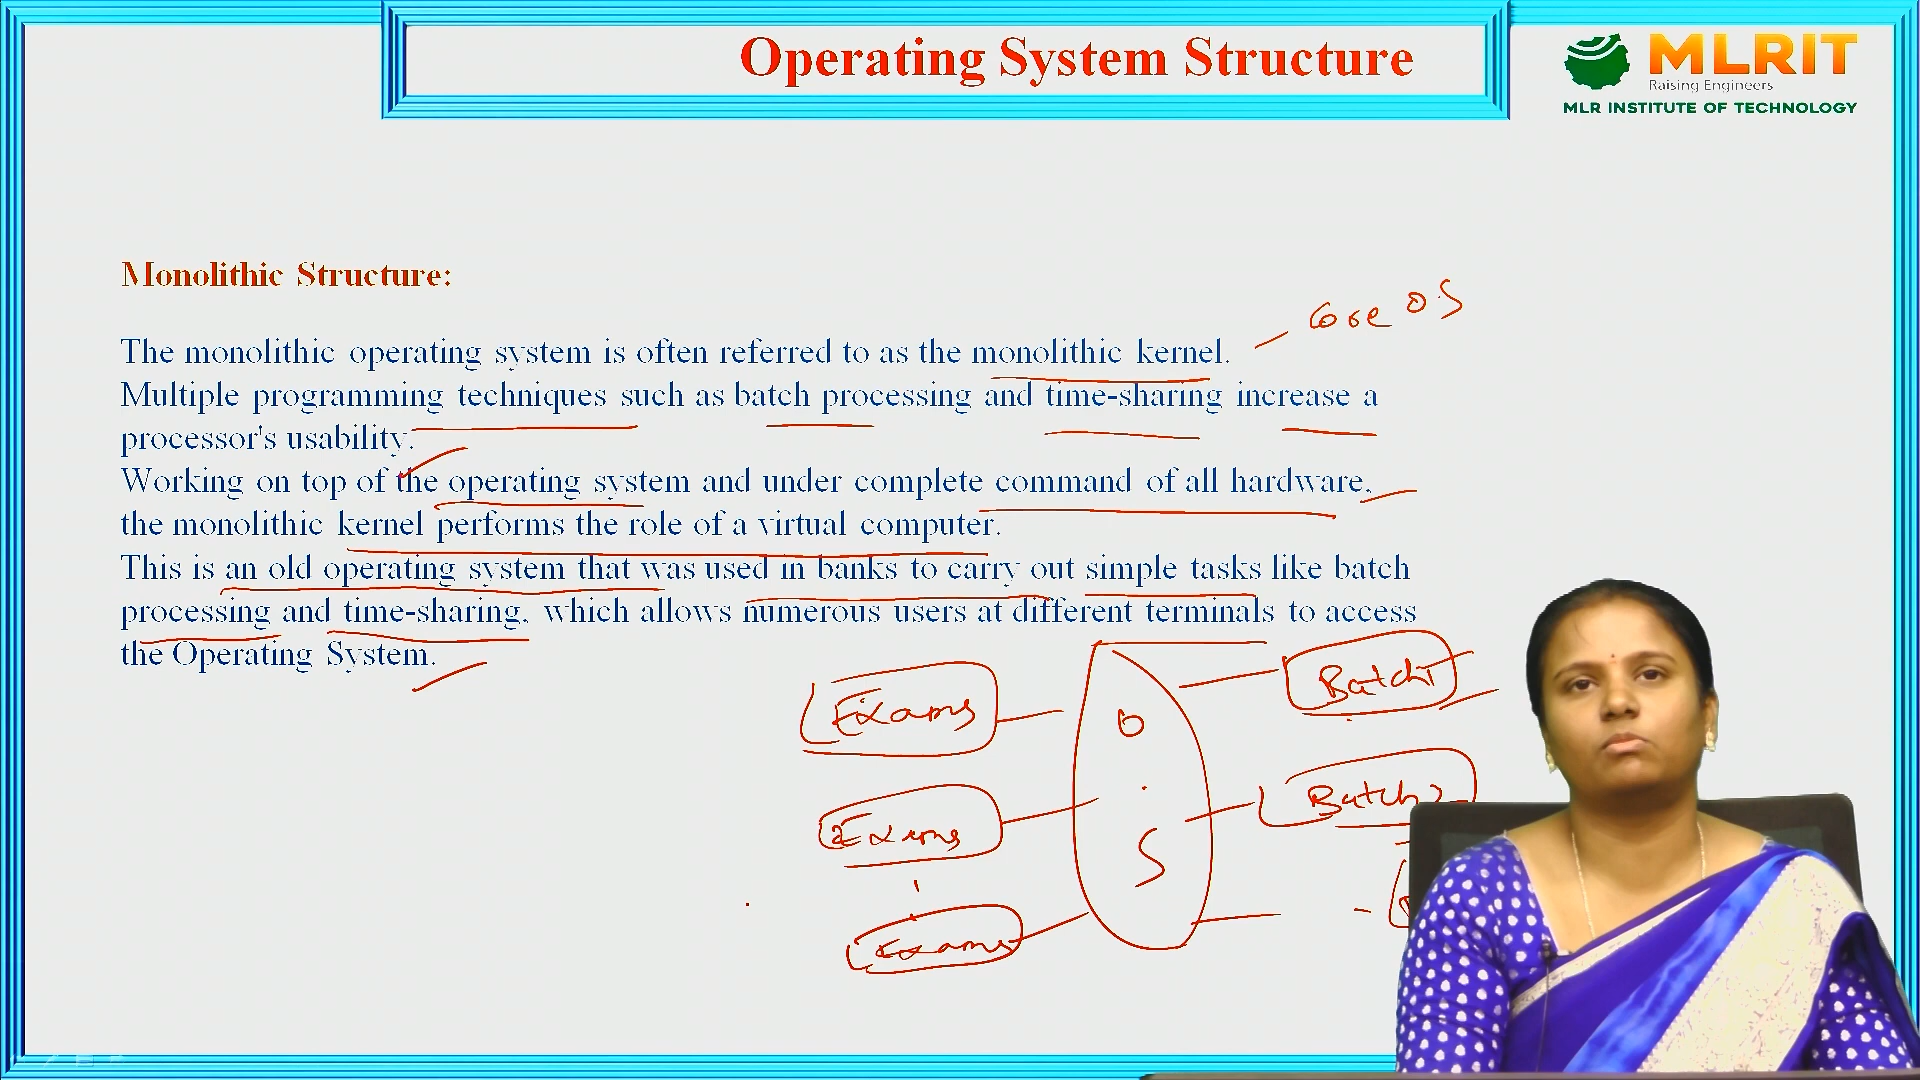 Operating System Structure
MLRIT
Raising Engineers
MLR INSTITUTE OF TECHNOLOGY
Monolithic Structure:
Core OS
The monolithic operating system is often referred to as the monolithic kernel.
Multiple programming techniques such as batch processing and time-sharing increase a
processor's usability.
Working on top of the operating system and under complete command of all hardware,
the monolithic kernel performs the role of a virtual computer.
This is an old operating system that was used in banks to carry out simple tasks like batch
processing and time-sharing, which allows numerous users at different terminals to access
the Operating System.
Exams
O.S
Batch1
Exams
Batch2
Exams